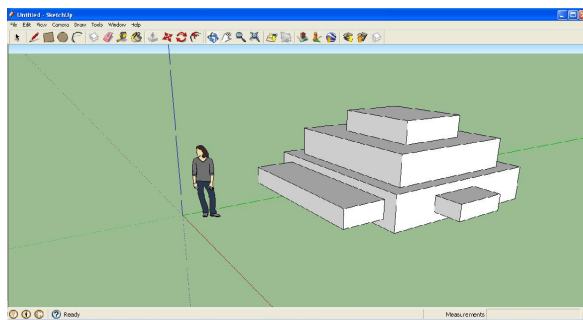 Untitled - SketchUp
File Edit View Camera Draw Tools Window Help
Ready
Measurements